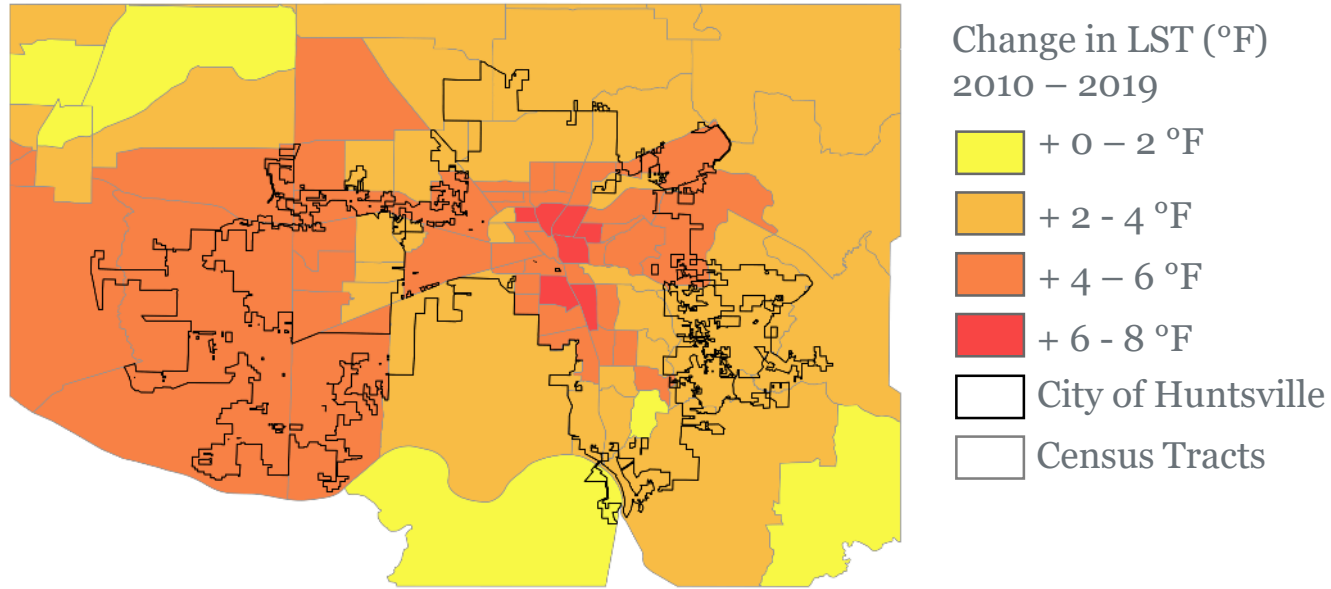 Change in LST (°F)
2010 – 2019
+ 0 – 2 °F
+ 2 - 4 °F
+ 4 – 6 °F
+ 6 - 8 °F
City of Huntsville
Census Tracts